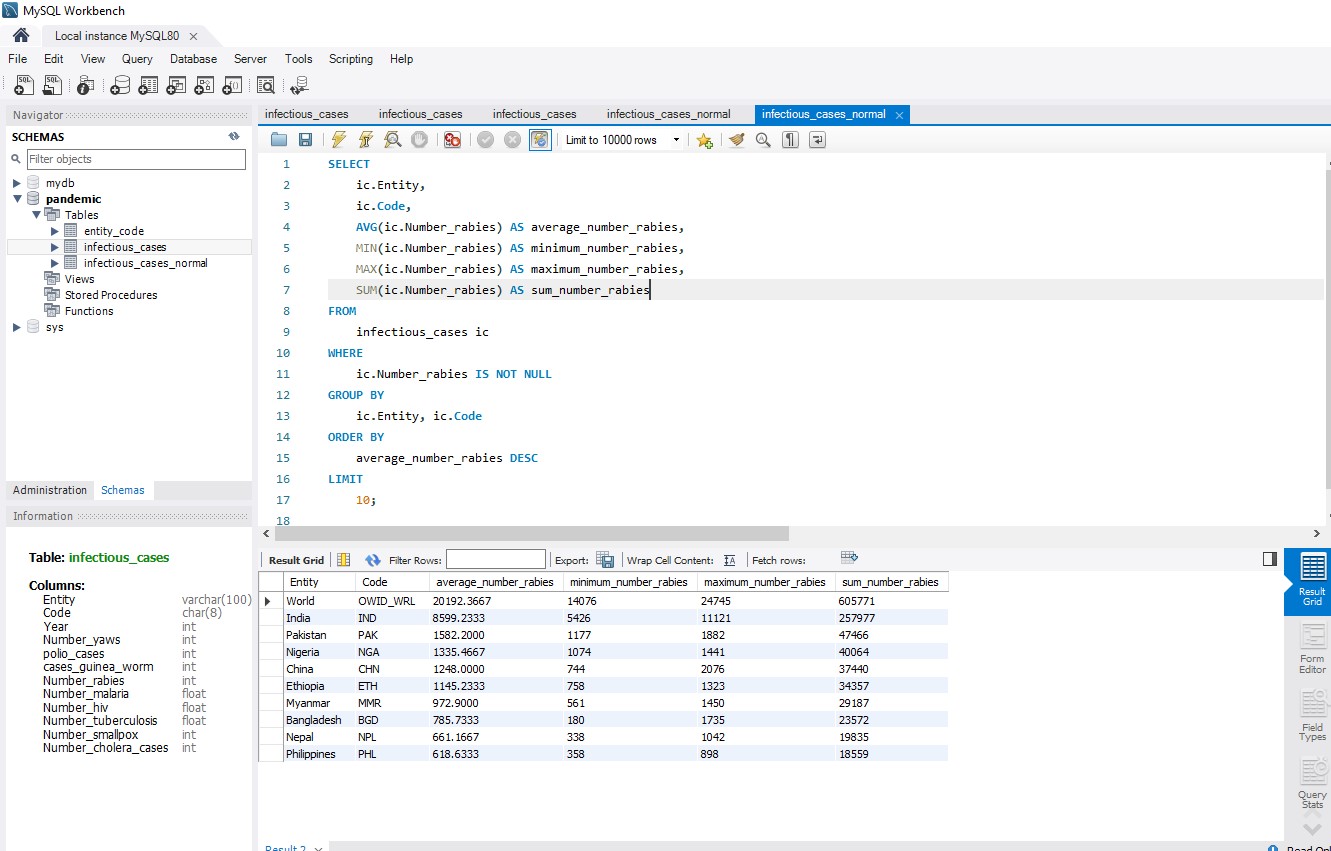 MySQL Workbench
Local instance MySQL80 ×
File Edit View Query Database Server Tools Scripting Help
Navigator
SCHEMAS
Filter objects
mydb
pandemic
Tables
entity_code
infectious_cases
infectious_cases_normal
Views
Stored Procedures
Functions
sys
Administration Schemas
Information
Table: infectious_cases
Columns:
Entity varchar(100)
Code char(8)
Year int
Number_yaws int
polio_cases int
cases_guinea_worm int
Number_rabies int
Number_malaria float
Number_hiv float
Number_tuberculosis float
Number_smallpox int
Number_cholera_cases int
infectious_cases infectious_cases infectious_cases infectious_cases_normal infectious_cases_normal ×
Limit to 10000 rows
1 SELECT
2 ic.Entity,
3 ic.Code,
4 AVG(ic.Number_rabies) AS average_number_rabies,
5 MIN(ic.Number_rabies) AS minimum_number_rabies,
6 MAX(ic.Number_rabies) AS maximum_number_rabies,
7 SUM(ic.Number_rabies) AS sum_number_rabies
8 FROM
9 infectious_cases ic
10 WHERE
11 ic.Number_rabies IS NOT NULL
12 GROUP BY
13 ic.Entity, ic.Code
14 ORDER BY
15 average_number_rabies DESC
16 LIMIT
17 10;
18
Result Grid Filter Rows: Export: Wrap Cell Content: Fetch rows:
Entity Code average_number_rabies minimum_number_rabies maximum_number_rabies sum_number_rabies
World OWID_WRL 20192.3667 14076 24745 605771
India IND 8599.2333 5426 11121 257977
Pakistan PAK 1582.2000 1177 1882 47466
Nigeria NGA 1335.4667 1074 1441 40064
China CHN 1248.0000 744 2076 37440
Ethiopia ETH 1145.2333 758 1323 34357
Myanmar MMR 972.9000 561 1450 29187
Bangladesh BGD 785.7333 180 1735 23572
Nepal NPL 661.1667 338 1042 19835
Philippines PHL 618.6333 358 898 18559
Result
Grid
Form
Editor
Field
Types
Query
Stats
Result 2
Read Onl